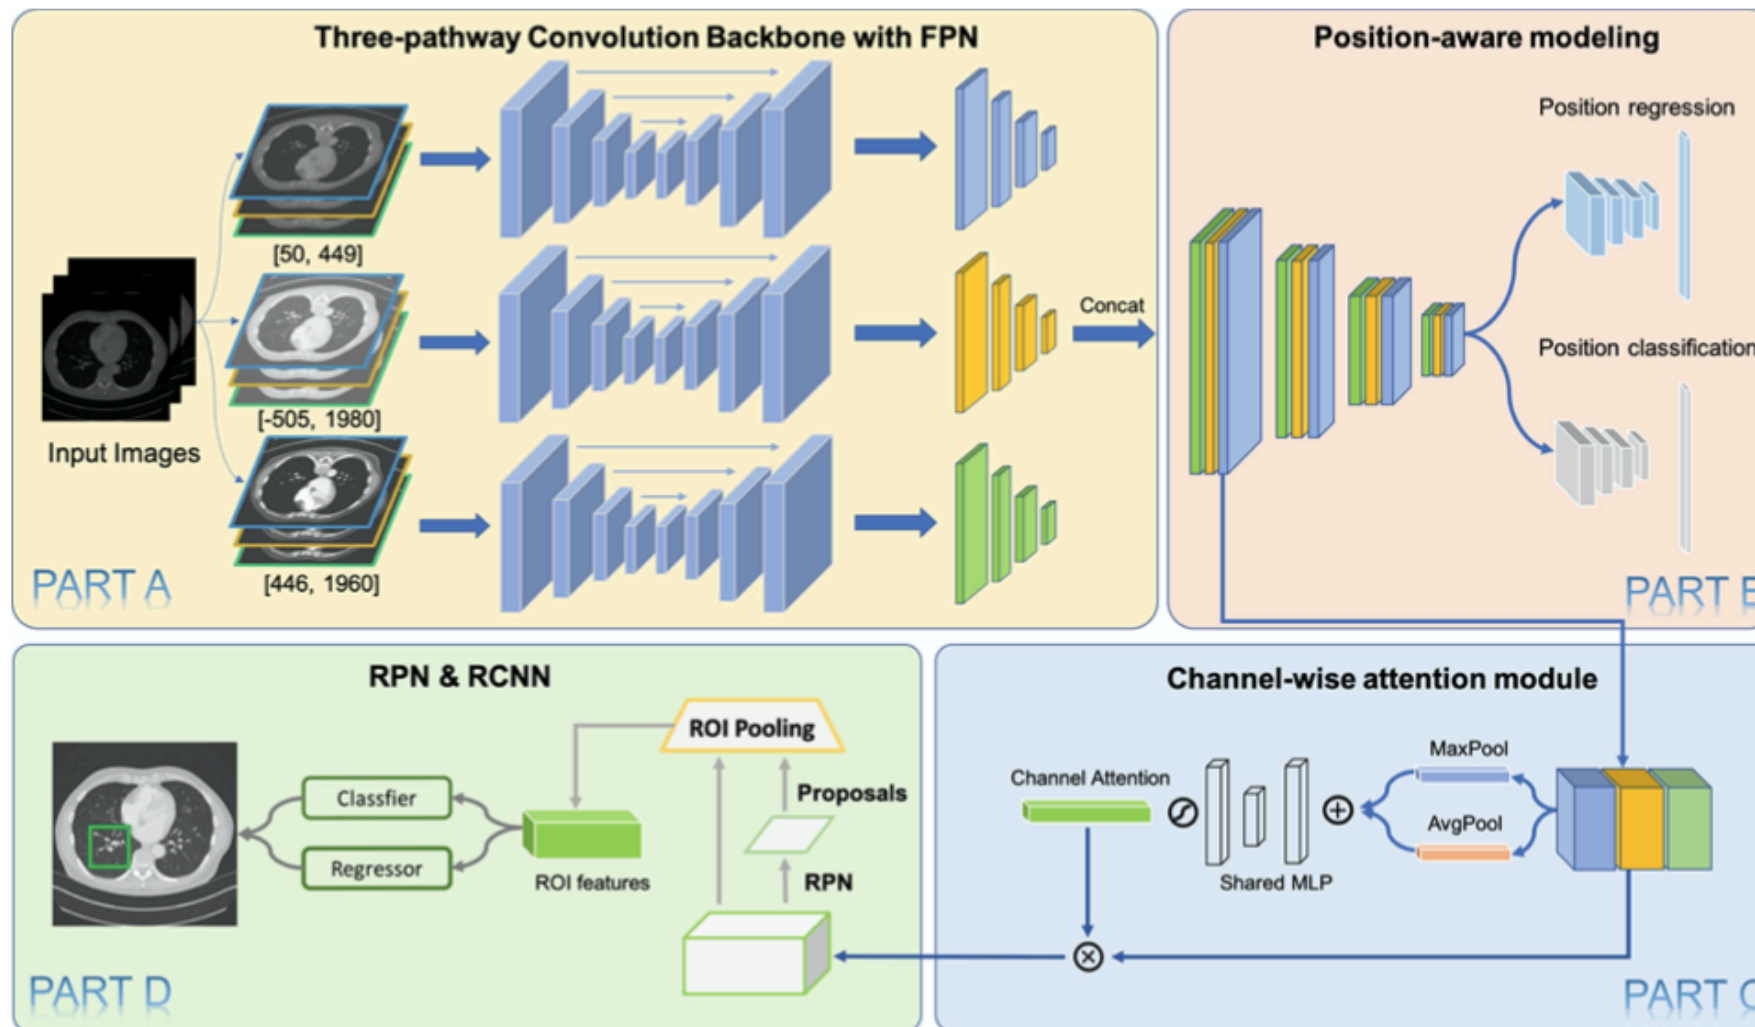 Three-pathway Convolution Backbone with FPN
[50, 449]
[-505, 1980]
[446, 1960]
Input Images
Concat
PART A
Position-aware modeling
Position regression
Position classification
PART
RPN & RCNN
ROI Pooling
Proposals
RPN
Classfier
Regressor
ROI features
PART D
Channel-wise attention module
MaxPool
AvgPool
Channel Attention
Shared MLP
PART